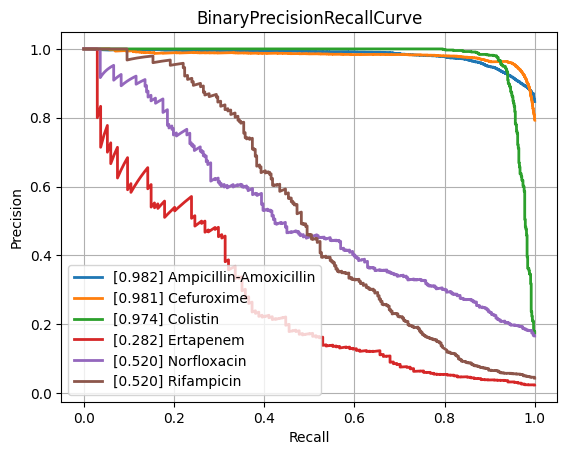 BinaryPrecisionRecallCurve
1.0
0.8
0.6
0.4
0.2
0.0
Precision
[0.982] Ampicillin-Amoxicillin
[0.981] Cefuroxime
[0.974] Colistin
[0.282] Ertapenem
[0.520] Norfloxacin
[0.520] Rifampicin
0.0 0.2 0.4 0.6 0.8 1.0
Recall